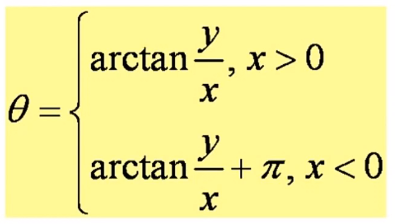 θ = { arctan y/x, x > 0
arctan y/x + π, x < 0